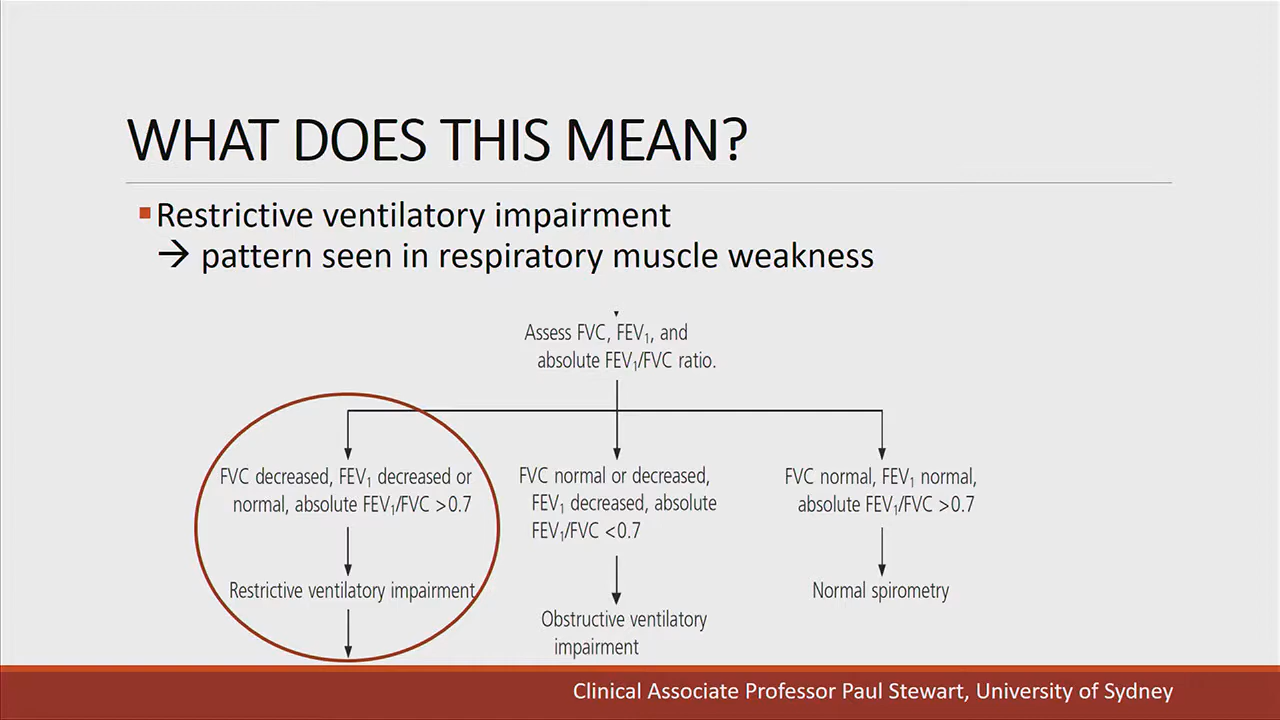 WHAT DOES THIS MEAN?
▪Restrictive ventilatory impairment
→ pattern seen in respiratory muscle weakness
Assess FVC, FEV₁, and
absolute FEV₁/FVC ratio.
FVC decreased, FEV₁ decreased or
normal, absolute FEV₁/FVC >0.7
Restrictive ventilatory impairment
FVC normal or decreased,
FEV₁ decreased, absolute
FEV₁/FVC <0.7
Obstructive ventilatory
impairment
FVC normal, FEV₁ normal,
absolute FEV₁/FVC >0.7
Normal spirometry
Clinical Associate Professor Paul Stewart, University of Sydney